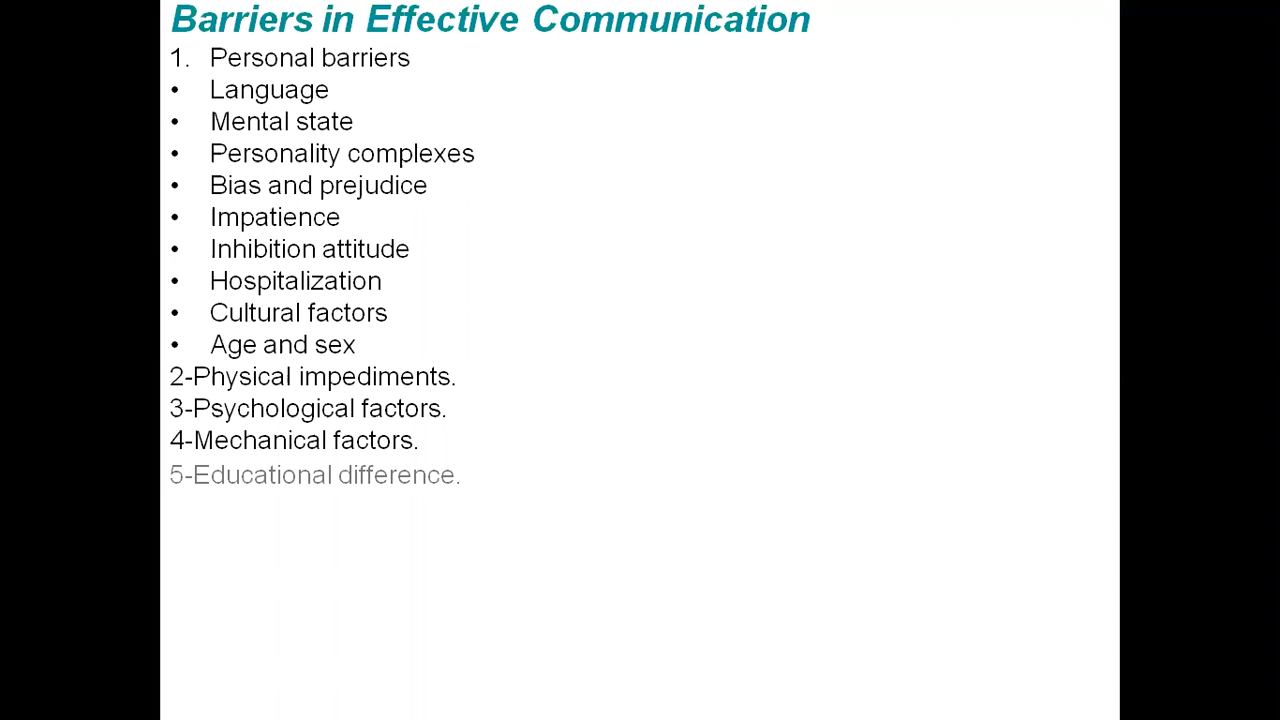 Barriers in Effective Communication
1. Personal barriers
• Language
• Mental state
• Personality complexes
• Bias and prejudice
• Impatience
• Inhibition attitude
• Hospitalization
• Cultural factors
• Age and sex
2-Physical impediments.
3-Psychological factors.
4-Mechanical factors.
5-Educational difference.